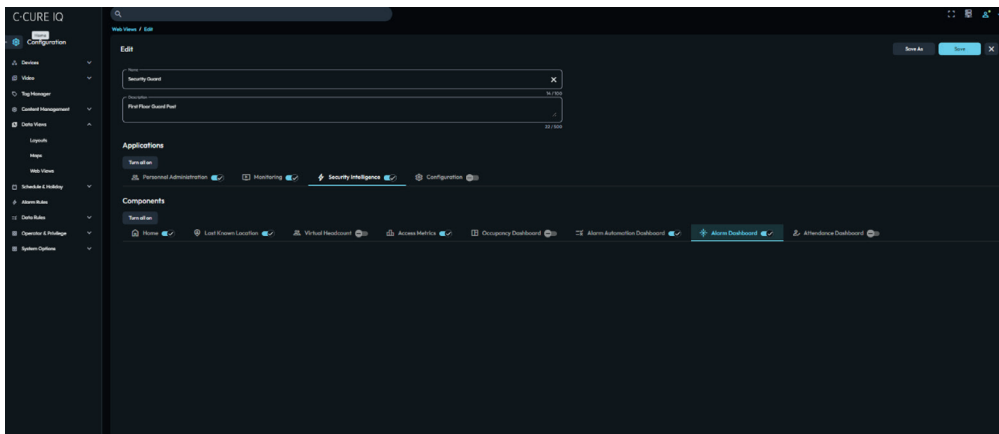 C•CURE IQ
Home
Configuration
Devices
Video
Tag Manager
Content Management
Data Views
Layouts
Maps
Web Views
Schedule & Holiday
Alarm Rules
Data Rules
Operator & Privilege
System Options
Web Views / Edit
Edit
Save As
Save
Name
Security Guard
14 / 100
Description
First Floor Guard Post
22 / 500
Applications
Turn all on
Personnel Administration
Monitoring
Security Intelligence
Configuration
Components
Turn all on
Home
Last Known Location
Virtual Headcount
Access Metrics
Occupancy Dashboard
Alarm Automation Dashboard
Alarm Dashboard
Attendance Dashboard